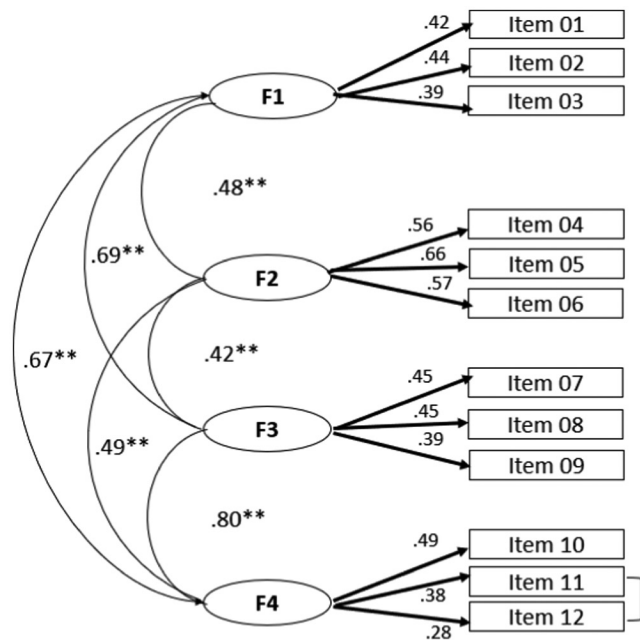 .42
Item 01
.44
Item 02
F1
.39
Item 03
.48**
.56
Item 04
.69**
.66
Item 05
F2
.57
Item 06
.67**
.42**
.45
Item 07
.45
Item 08
F3
.39
Item 09
.49**
.80**
.49
Item 10
.38
Item 11
F4
.28
Item 12